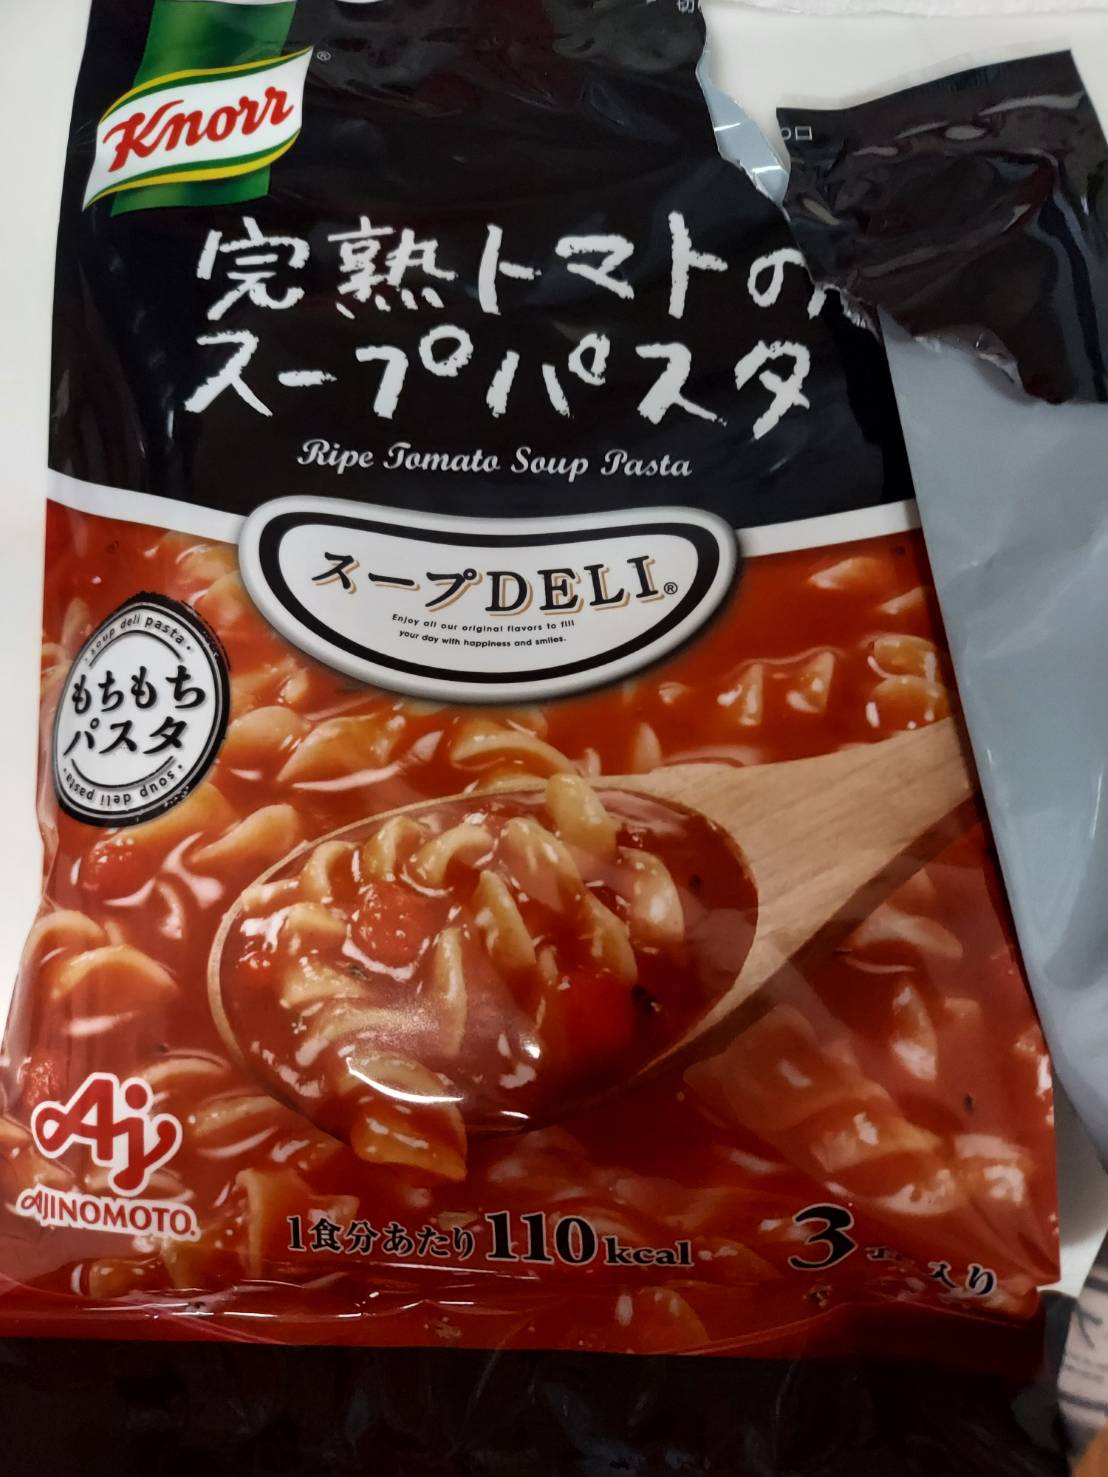 Knorr®
完熟トマトの
スープパスタ
Ripe Tomato Soup Pasta
スープDELI®
Enjoy all our original flavors to fill
your day with happiness and smiles.
soup deli pasta
もちもち
パスタ
soup deli pasta
Aj
AJINOMOTO®
1食分あたり110kcal
3 入り